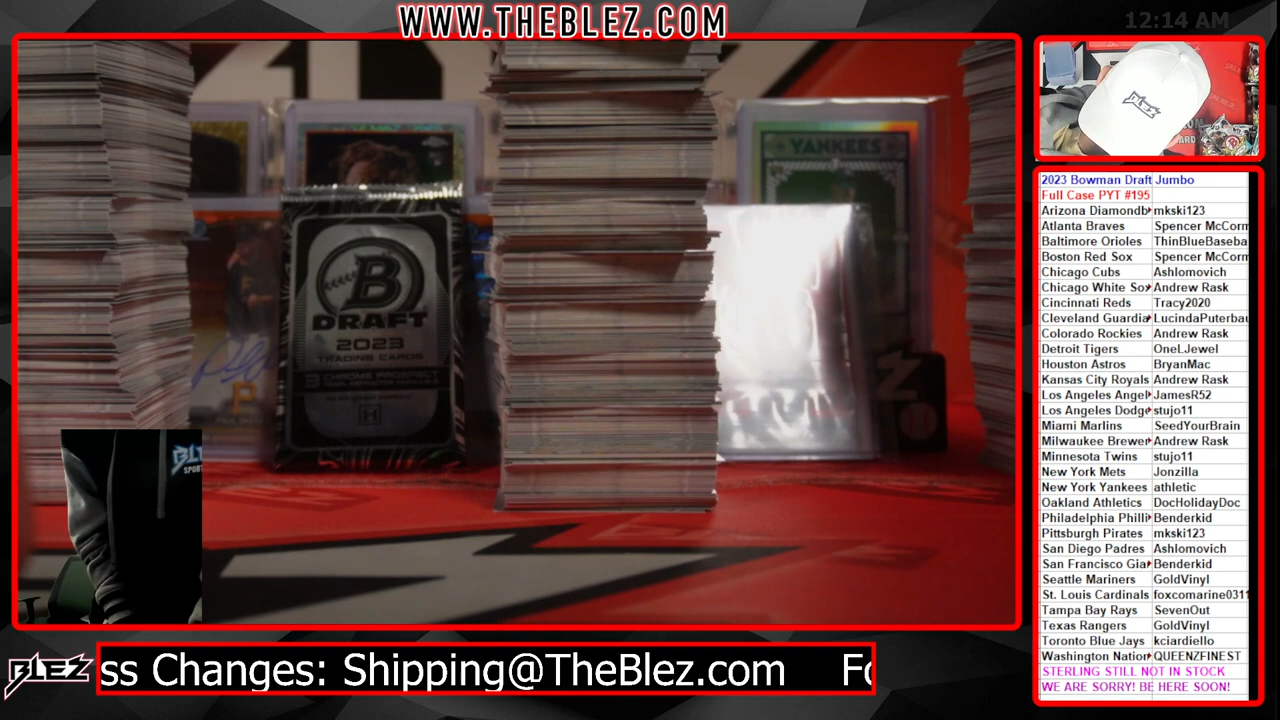 WWW.THEBLEZ.COM
12:14 AM
YANKEES
B
DRAFT
2023
TRADING CARDS
3 CHROME PROSPECT
P
BLEZ
2023 Bowman Draft Jumbo
Full Case PYT #195
Arizona Diamondb mkski123
Atlanta Braves Spencer McCorm
Baltimore Orioles ThinBlueBaseba
Boston Red Sox Spencer McCorm
Chicago Cubs Ashlomovich
Chicago White Sox Andrew Rask
Cincinnati Reds Tracy2020
Cleveland Guardia LucindaPuterbau
Colorado Rockies Andrew Rask
Detroit Tigers OneLJewel
Houston Astros BryanMac
Kansas City Royals Andrew Rask
Los Angeles Angel JamesR52
Los Angeles Dodge stujo11
Miami Marlins SeedYourBrain
Milwaukee Brewer Andrew Rask
Minnesota Twins stujo11
New York Mets Jonzilla
New York Yankees athletic
Oakland Athletics DocHolidayDoc
Philadelphia Philli Benderkid
Pittsburgh Pirates mkski123
San Diego Padres Ashlomovich
San Francisco Gia Benderkid
Seattle Mariners GoldVinyl
St. Louis Cardinals foxcomarine0311
Tampa Bay Rays SevenOut
Texas Rangers GoldVinyl
Toronto Blue Jays kciardiello
Washington Nation QUEENZFINEST
STERLING STILL NOT IN STOCK
WE ARE SORRY! BE HERE SOON!
BLEZ
ss Changes: Shipping@TheBlez.com Fo